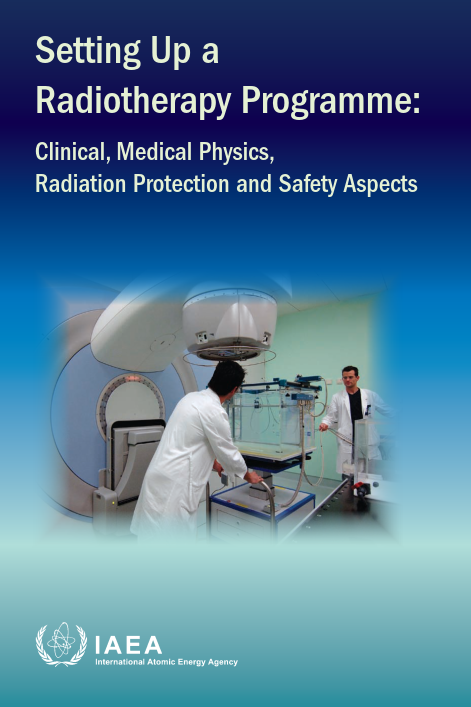 Setting Up a
Radiotherapy Programme:
Clinical, Medical Physics,
Radiation Protection and Safety Aspects
IAEA
International Atomic Energy Agency